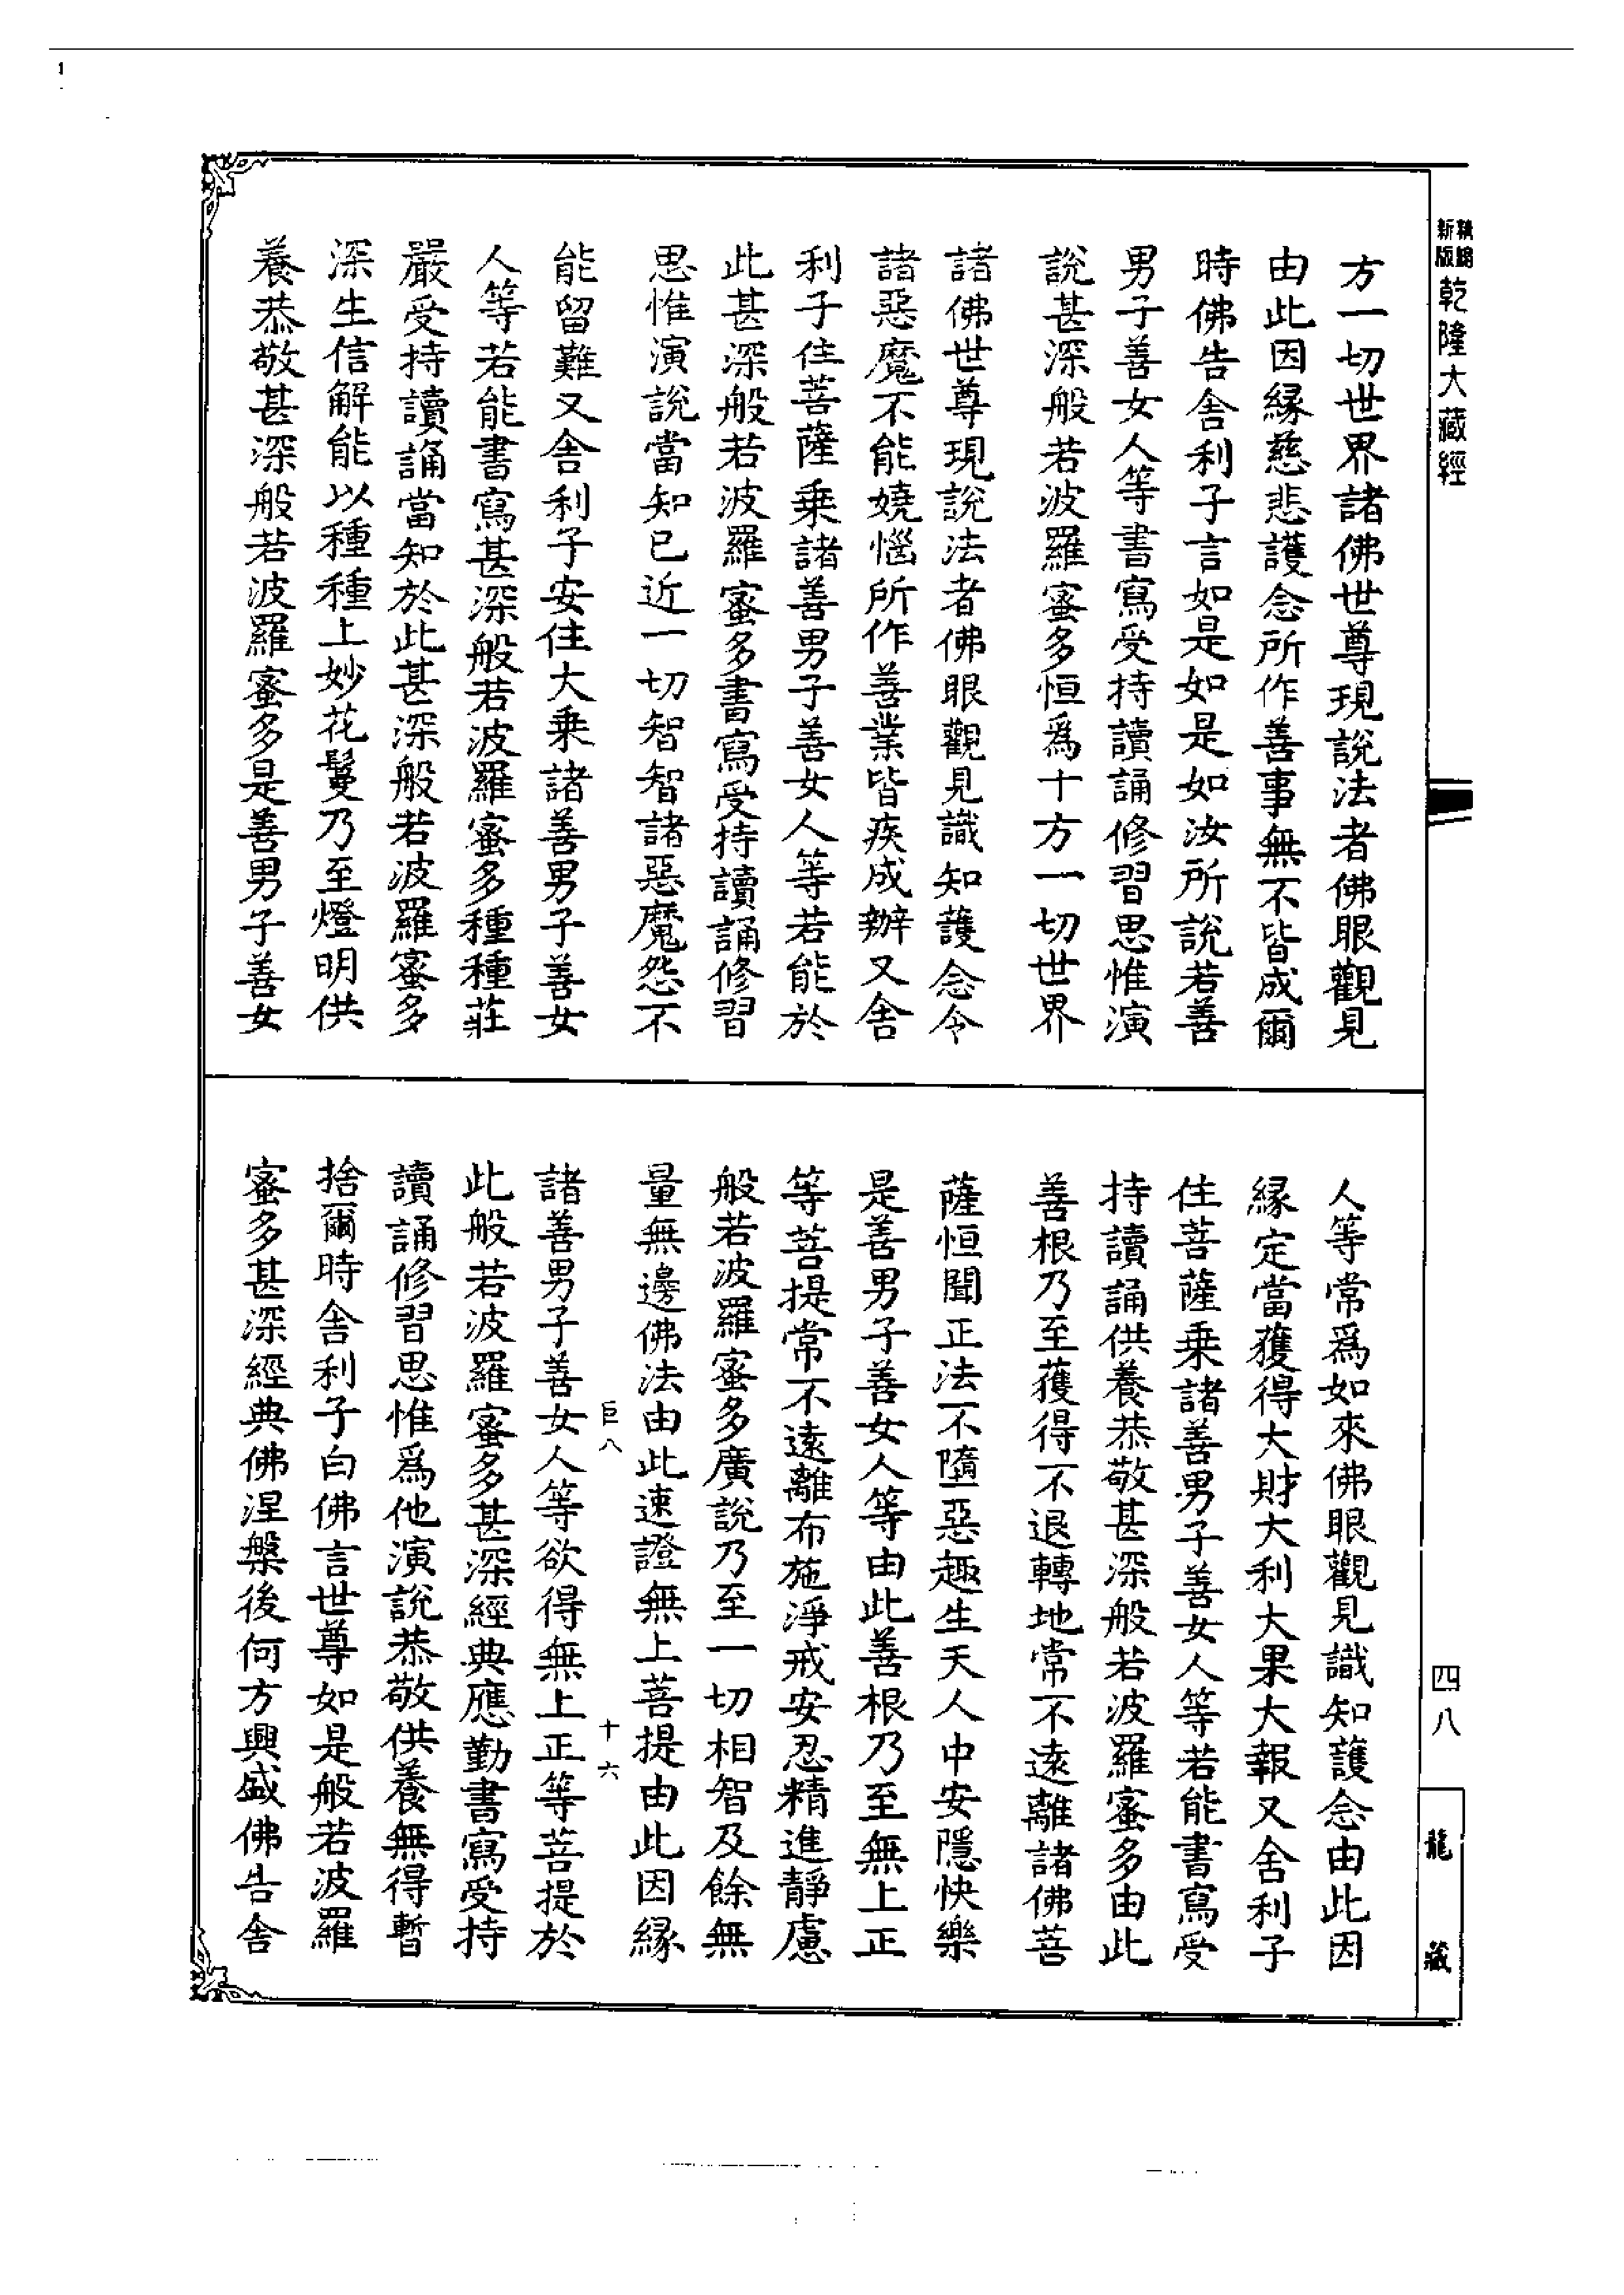 新版
乾隆大藏經
方一切世界諸佛世尊現說法者佛眼觀見
由此因緣慈悲護念所作善事無不皆成爾
時佛告舍利子言如是如是如汝所說若善
男子善女人等書寫受持讀誦修習思惟演
說甚深般若波羅蜜多恒爲十方一切世界
諸佛世尊現說法者佛眼觀見識知護念令
諸惡魔不能嬈惱所作善業皆疾成辦又舍
利子住菩薩乘諸善男子善女人等若能於
此甚深般若波羅蜜多書寫受持讀誦修習
思惟演說當知已近一切智智諸惡魔怨不
能留難又舍利子安住大乘諸善男子善女
人等若能書寫甚深般若波羅蜜多種種莊
嚴受持讀誦當知於此甚深般若波羅蜜多
深生信解能以種種上妙花鬘乃至燈明供
養恭敬甚深般若波羅蜜多是善男子善女
人等常爲如來佛眼觀見識知護念由此因
緣定當獲得大財大利大果大報又舍利子
住菩薩乘諸善男子善女人等若能書寫受
持讀誦供養恭敬甚深般若波羅蜜多由此
善根乃至獲得不退轉地常不遠離諸佛菩
薩恒聞正法不墮惡趣生天人中安隱快樂
是善男子善女人等由此善根乃至無上正
等菩提常不遠離布施淨戒安忍精進靜慮
般若波羅蜜多廣說乃至一切相智及餘無
量無邊佛法由此速證無上菩提由此因緣
巨八 十六
諸善男子善女人等欲得無上正等菩提於
此般若波羅蜜多甚深經典應勤書寫受持
讀誦修習思惟爲他演說恭敬供養無得暫
捨爾時舍利子白佛言世尊如是般若波羅
蜜多甚深經典佛涅槃後何方興盛佛告舍
四八
龍藏